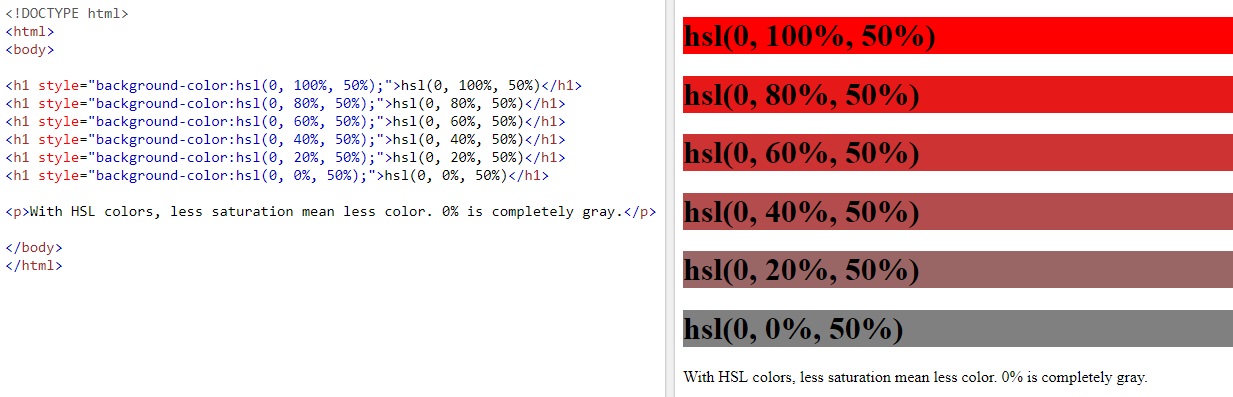 <!DOCTYPE html>
<html>
<body>
<h1 style="background-color:hsl(0, 100%, 50%);">hsl(0, 100%, 50%)</h1>
<h1 style="background-color:hsl(0, 80%, 50%);">hsl(0, 80%, 50%)</h1>
<h1 style="background-color:hsl(0, 60%, 50%);">hsl(0, 60%, 50%)</h1>
<h1 style="background-color:hsl(0, 40%, 50%);">hsl(0, 40%, 50%)</h1>
<h1 style="background-color:hsl(0, 20%, 50%);">hsl(0, 20%, 50%)</h1>
<h1 style="background-color:hsl(0, 0%, 50%);">hsl(0, 0%, 50%)</h1>
<p>With HSL colors, less saturation mean less color. 0% is completely gray.</p>
</body>
</html>
hsl(0, 100%, 50%)
hsl(0, 80%, 50%)
hsl(0, 60%, 50%)
hsl(0, 40%, 50%)
hsl(0, 20%, 50%)
hsl(0, 0%, 50%)
With HSL colors, less saturation mean less color. 0% is completely gray.